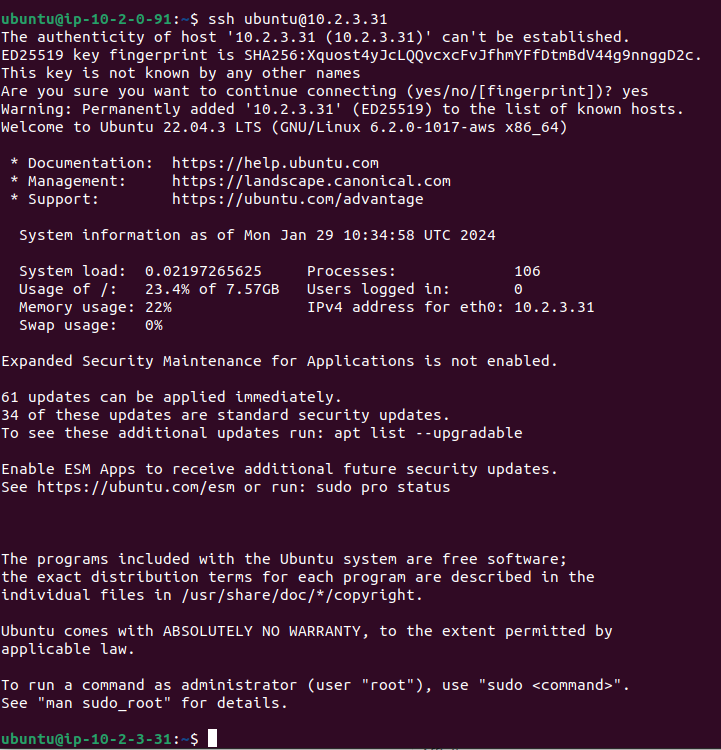 ubuntu@ip-10-2-0-91:~$ ssh ubuntu@10.2.3.31
The authenticity of host '10.2.3.31 (10.2.3.31)' can't be established.
ED25519 key fingerprint is SHA256:Xquost4yJcLQQvcxcFvJfhmYFfDtmBdV44g9nnggD2c.
This key is not known by any other names
Are you sure you want to continue connecting (yes/no/[fingerprint])? yes
Warning: Permanently added '10.2.3.31' (ED25519) to the list of known hosts.
Welcome to Ubuntu 22.04.3 LTS (GNU/Linux 6.2.0-1017-aws x86_64)

 * Documentation:  https://help.ubuntu.com
 * Management:     https://landscape.canonical.com
 * Support:        https://ubuntu.com/advantage

  System information as of Mon Jan 29 10:34:58 UTC 2024

  System load:  0.02197265625     Processes:             106
  Usage of /:   23.4% of 7.57GB   Users logged in:       0
  Memory usage: 22%               IPv4 address for eth0: 10.2.3.31
  Swap usage:   0%

Expanded Security Maintenance for Applications is not enabled.

61 updates can be applied immediately.
34 of these updates are standard security updates.
To see these additional updates run: apt list --upgradable

Enable ESM Apps to receive additional future security updates.
See https://ubuntu.com/esm or run: sudo pro status

The programs included with the Ubuntu system are free software;
the exact distribution terms for each program are described in the
individual files in /usr/share/doc/*/copyright.

Ubuntu comes with ABSOLUTELY NO WARRANTY, to the extent permitted by
applicable law.

To run a command as administrator (user "root"), use "sudo <command>".
See "man sudo_root" for details.

ubuntu@ip-10-2-3-31:~$